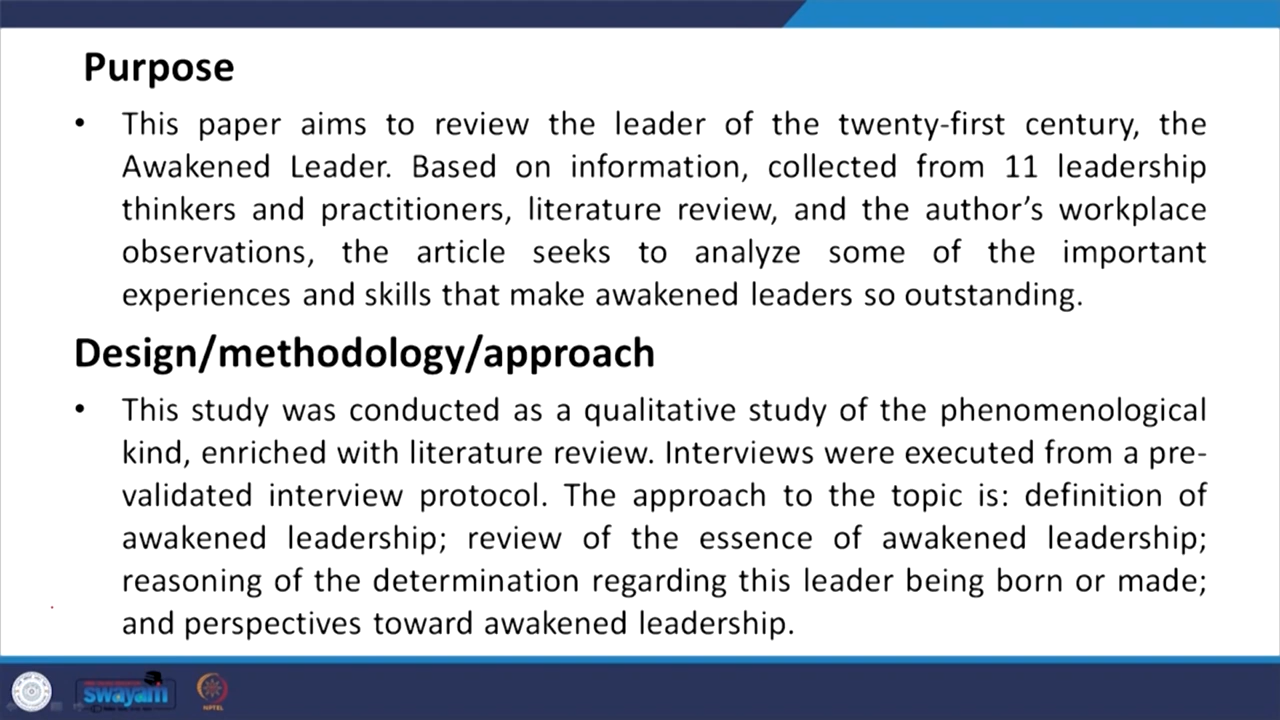 Purpose
• This paper aims to review the leader of the twenty-first century, the
Awakened Leader. Based on information, collected from 11 leadership
thinkers and practitioners, literature review, and the author’s workplace
observations, the article seeks to analyze some of the important
experiences and skills that make awakened leaders so outstanding.
Design/methodology/approach
• This study was conducted as a qualitative study of the phenomenological
kind, enriched with literature review. Interviews were executed from a pre-
validated interview protocol. The approach to the topic is: definition of
awakened leadership; review of the essence of awakened leadership;
reasoning of the determination regarding this leader being born or made;
and perspectives toward awakened leadership.
swayam
NPTEL